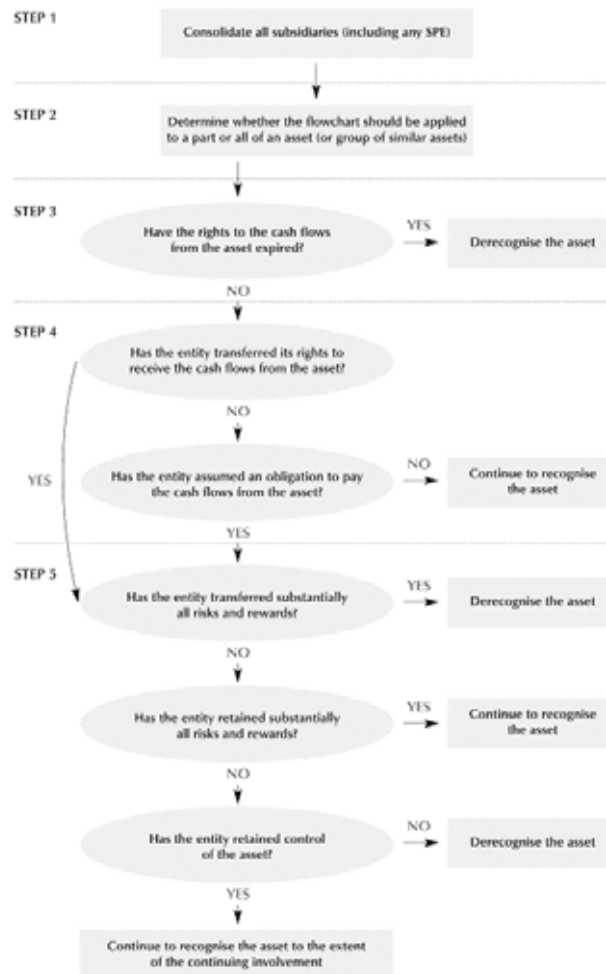 STEP 1
Consolidate all subsidiaries (including any SPE)
STEP 2
Determine whether the flowchart should be applied
to a part or all of an asset (or group of similar assets)
STEP 3
Have the rights to the cash flows
from the asset expired?
YES
Derecognise the asset
NO
STEP 4
Has the entity transferred its rights to
receive the cash flows from the asset?
NO
YES
Has the entity assumed an obligation to pay
the cash flows from the asset?
NO
Continue to recognise
the asset
YES
STEP 5
Has the entity transferred substantially
all risks and rewards?
YES
Derecognise the asset
NO
Has the entity retained substantially
all risks and rewards?
YES
Continue to recognise
the asset
NO
Has the entity retained control
of the asset?
NO
Derecognise the asset
YES
Continue to recognise the asset to the extent
of the continuing involvement